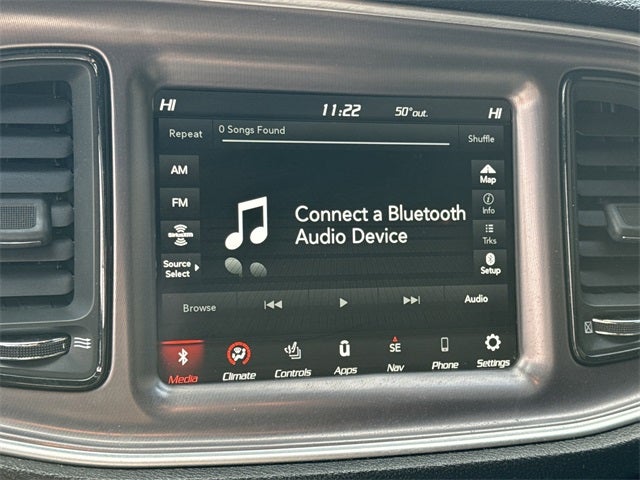 HI 11:22 50°out. HI
Repeat 0 Songs Found Shuffle
AM
FM
SiriusXM
Source
Select
Connect a Bluetooth
Audio Device
Map
Info
Trks
Setup
Browse Audio
Media Climate Controls Apps SE Nav Phone Settings